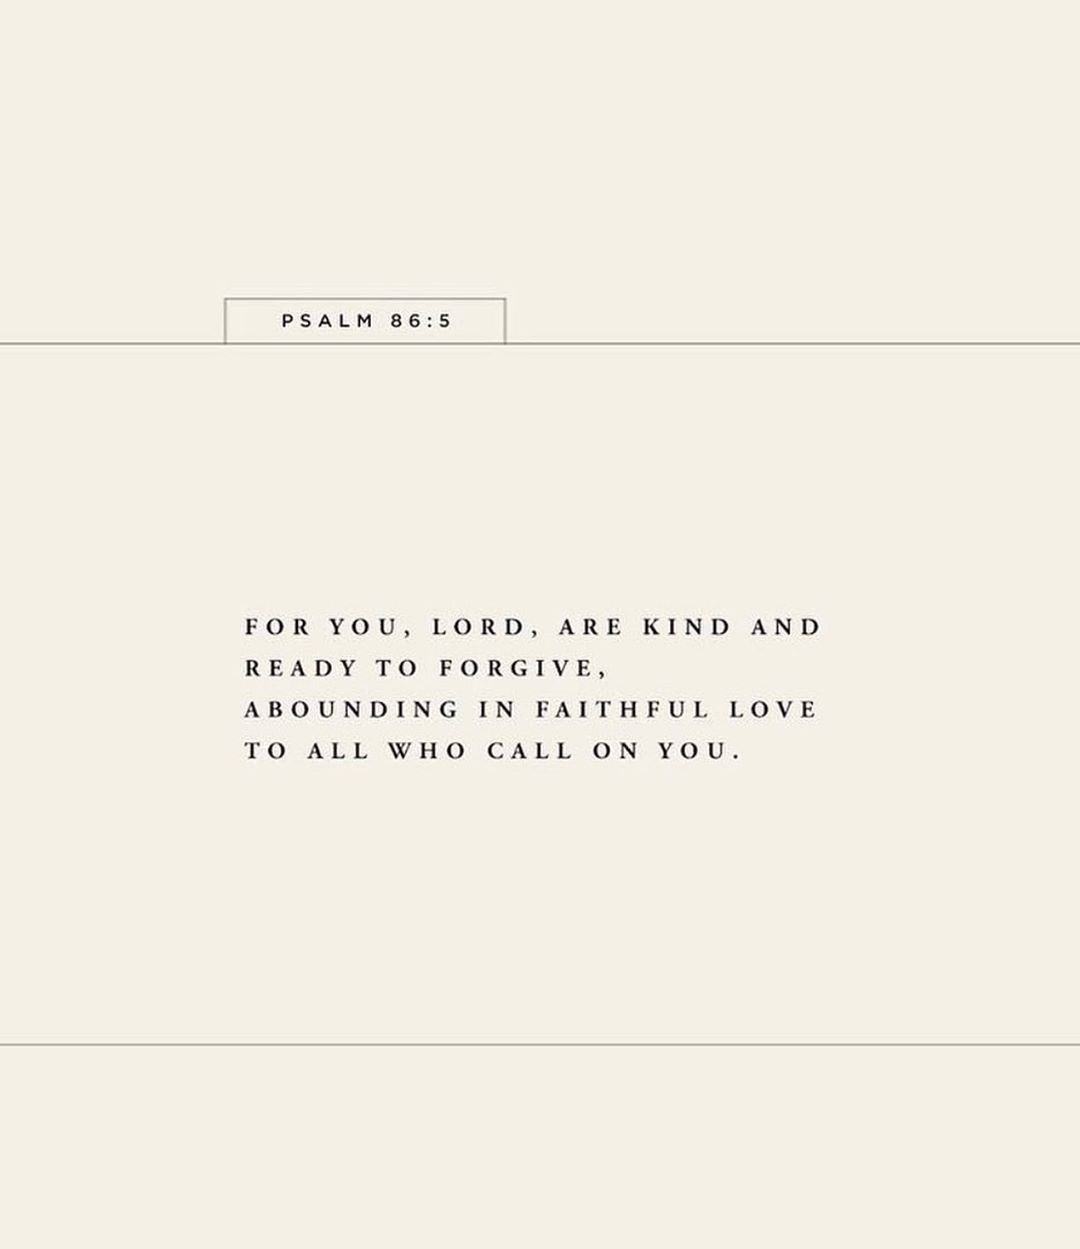 PSALM 86:5
FOR YOU, LORD, ARE KIND AND
READY TO FORGIVE,
ABOUNDING IN FAITHFUL LOVE
TO ALL WHO CALL ON YOU.